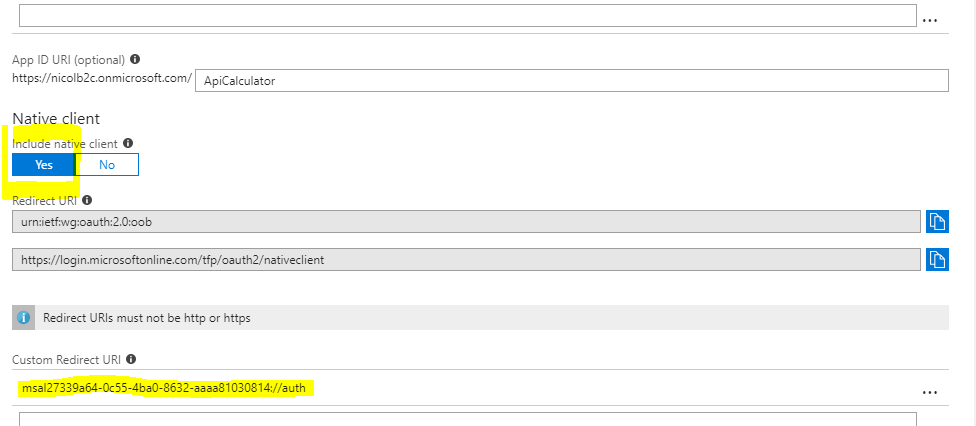 ...
App ID URI (optional)
https://nicolb2c.onmicrosoft.com/ ApiCalculator
Native client
Include native client
Yes No
Redirect URI
urn:ietf:wg:oauth:2.0:oob
https://login.microsoftonline.com/tfp/oauth2/nativeclient
Redirect URIs must not be http or https
Custom Redirect URI
msal27339a64-0c55-4ba0-8632-aaaa81030814://auth ...